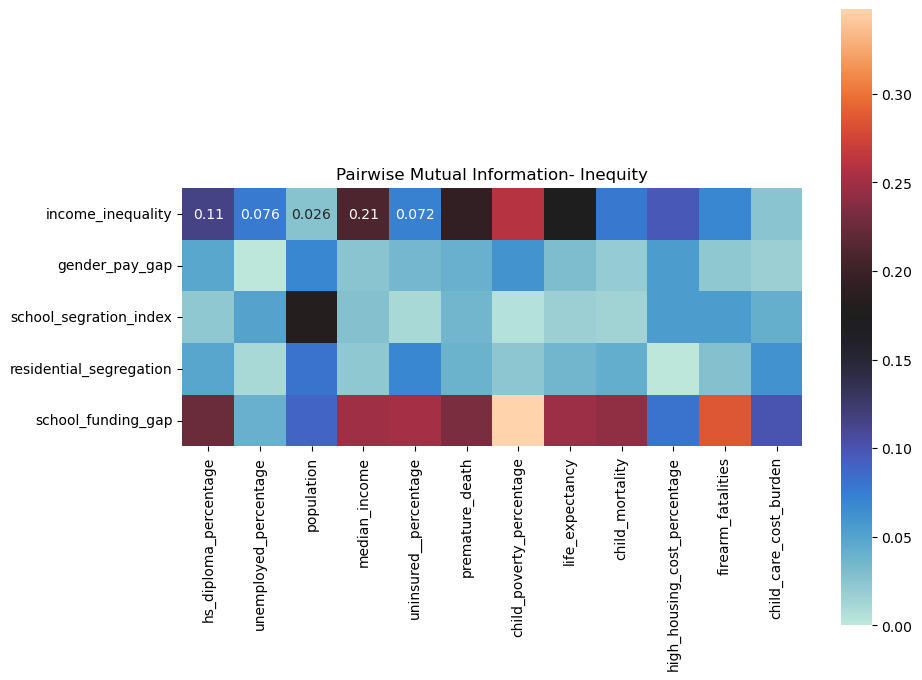 Pairwise Mutual Information- Inequity
income_inequality
0.11 0.076 0.026 0.21 0.072
gender_pay_gap
school_segration_index
residential_segregation
school_funding_gap
hs_diploma_percentage
unemployed_percentage
population
median_income
uninsured__percentage
premature_death
child_poverty_percentage
life_expectancy
child_mortality
high_housing_cost_percentage
firearm_fatalities
child_care_cost_burden
0.30
0.25
0.20
0.15
0.10
0.05
0.00